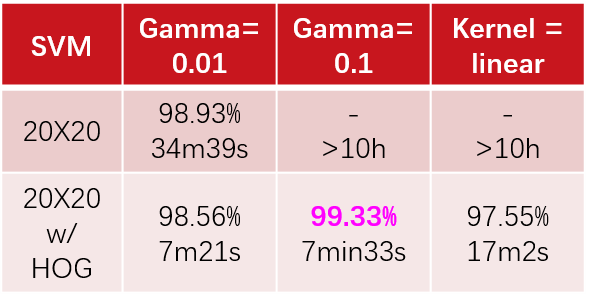 SVM
Gamma=
0.01
Gamma=
0.1
Kernel =
linear
20X20
98.93%
34m39s
-
>10h
-
>10h
20X20
w/
HOG
98.56%
7m21s
99.33%
7min33s
97.55%
17m2s